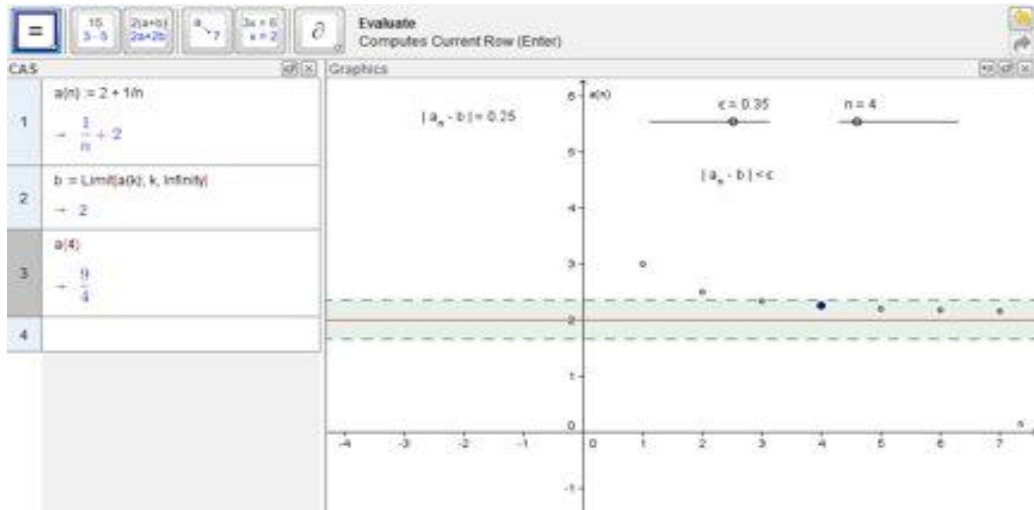 15
3·5
2(a+b)
2a+2b
a
7
3x = 6
x = 2
∂
Evaluate
Computes Current Row (Enter)
CAS
Graphics
1
a(n) := 2 + 1/n
→ 1/n + 2
2
b := Limit(a(k), k, Infinity)
→ 2
3
a(4)
→ 9/4
4
| aₙ - b | = 0.25
ϵ = 0.35
n = 4
| aₙ - b | < ϵ
a(n)
6
5
4
3
2
1
0
-1
-4 -3 -2 -1 0 1 2 3 4 5 6 7
n